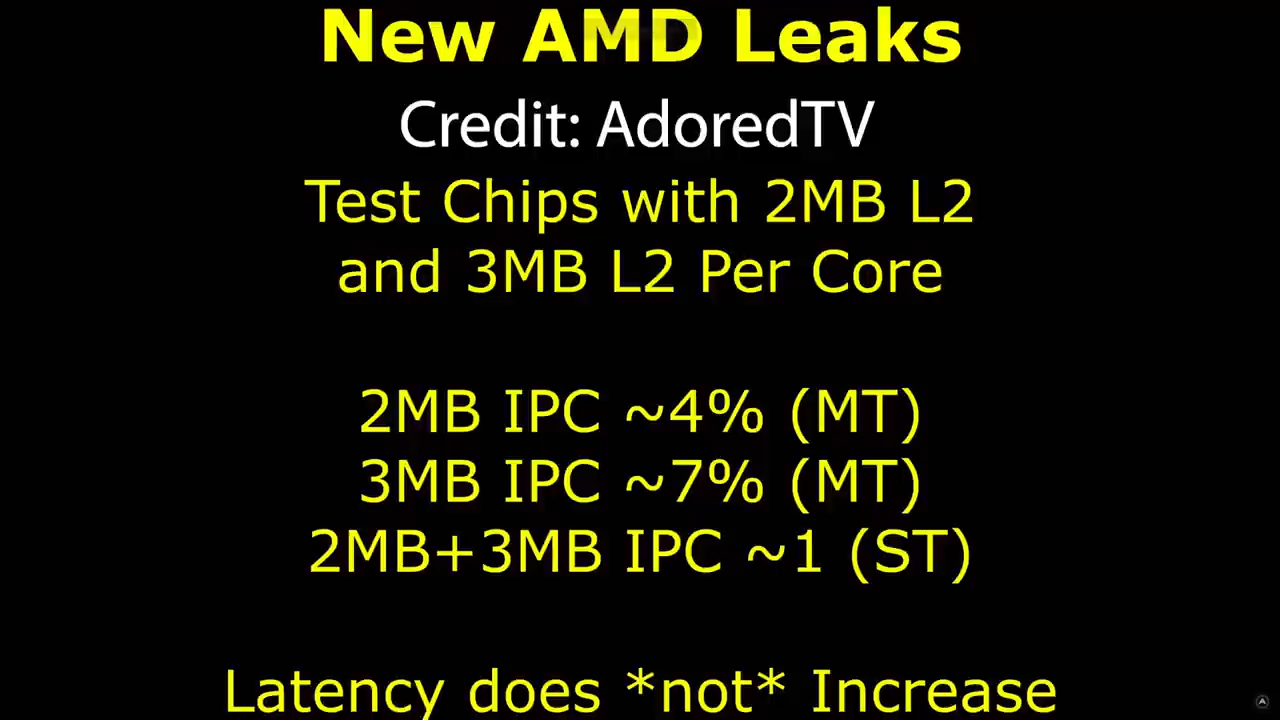 New AMD Leaks
Credit: AdoredTV
Test Chips with 2MB L2
and 3MB L2 Per Core
2MB IPC ~4% (MT)
3MB IPC ~7% (MT)
2MB+3MB IPC ~1 (ST)
Latency does *not* Increase